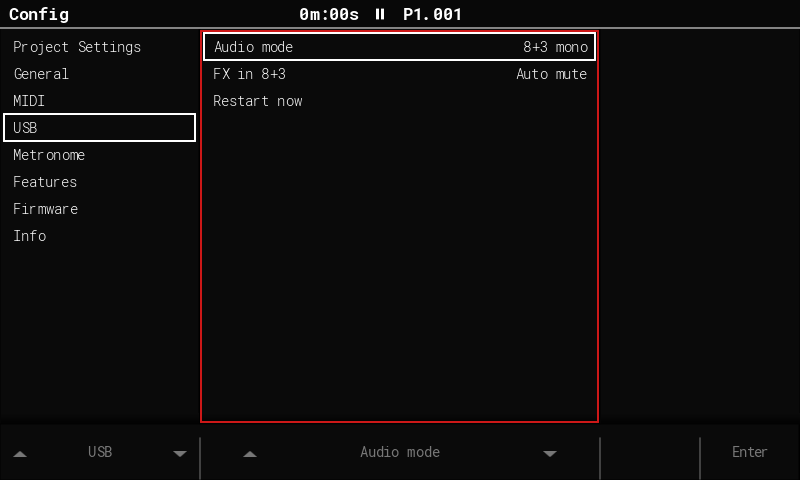 Config 0m:00s P1.001
Project Settings
General
MIDI
USB
Metronome
Features
Firmware
Info
Audio mode 8+3 mono
FX in 8+3 Auto mute
Restart now
USB Audio mode Enter